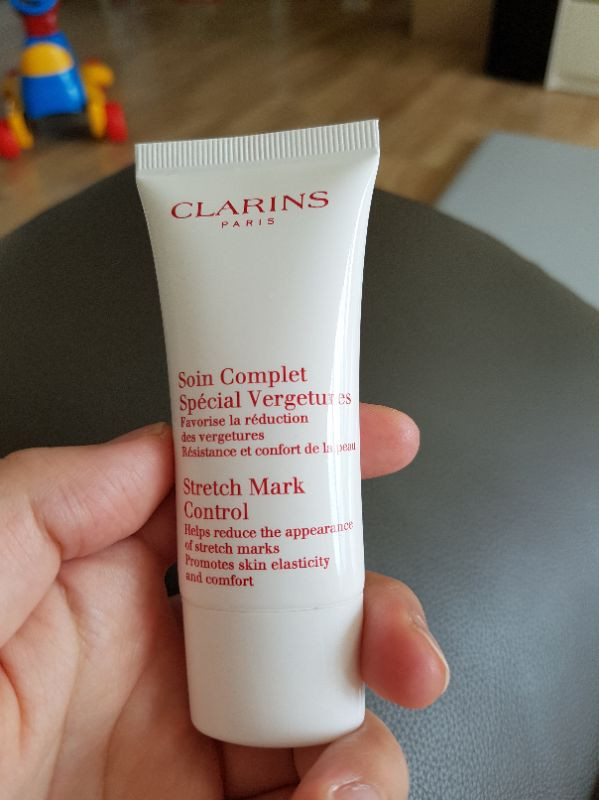 CLARINS
PARIS
Soin Complet
Spécial Vergetures
Favorise la réduction
des vergetures
Résistance et confort de la peau
Stretch Mark
Control
Helps reduce the appearance
of stretch marks
Promotes skin elasticity
and comfort